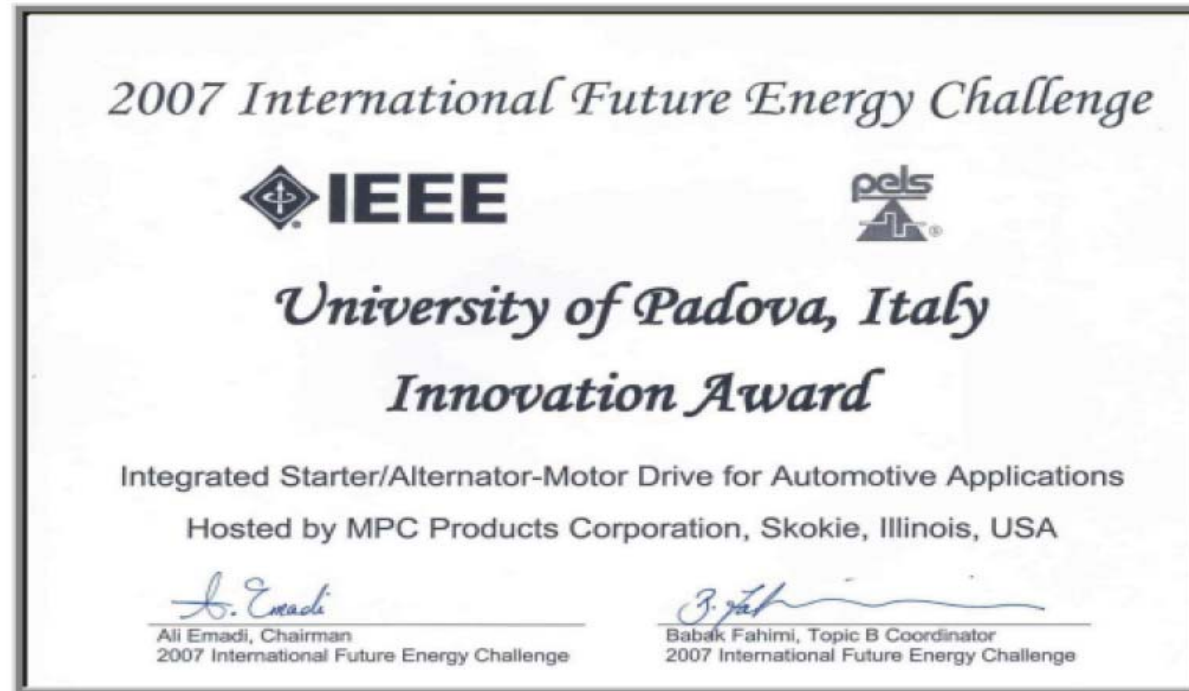 2007 International Future Energy Challenge
IEEE
pels
University of Padova, Italy
Innovation Award
Integrated Starter/Alternator-Motor Drive for Automotive Applications
Hosted by MPC Products Corporation, Skokie, Illinois, USA
A. Emadi
Ali Emadi, Chairman
2007 International Future Energy Challenge
Babak Fahimi, Topic B Coordinator
2007 International Future Energy Challenge